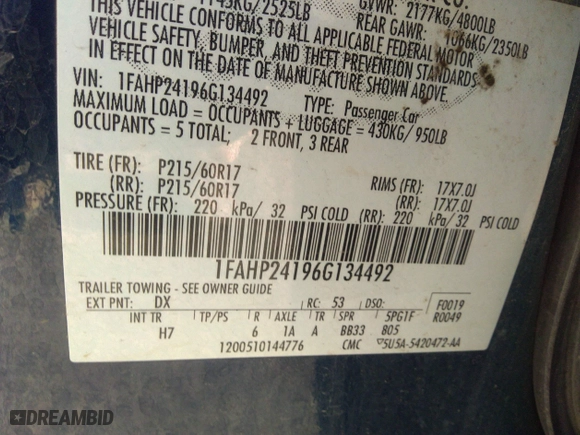 1145KG/2525LB
GVWR: 2177KG/4800LB
REAR GAWR: 1066KG/2350LB
THIS VEHICLE CONFORMS TO ALL APPLICABLE FEDERAL MOTOR
VEHICLE SAFETY, BUMPER, AND THEFT PREVENTION STANDARDS
IN EFFECT ON THE DATE OF MANUFACTURE SHOWN ABOVE.
VIN: 1FAHP24196G134492
TYPE: Passenger Car
MAXIMUM LOAD = OCCUPANTS + LUGGAGE = 430KG/950LB
OCCUPANTS = 5 TOTAL: 2 FRONT, 3 REAR
TIRE (FR): P215/60R17 RIMS (FR): 17X7.0J
(RR): P215/60R17 (RR): 17X7.0J
PRESSURE (FR): 220 kPa/ 32 PSI COLD (RR): 220 kPa/ 32 PSI COLD
1FAHP24196G134492
TRAILER TOWING - SEE OWNER GUIDE
EXT PNT: DX RC: 53 DSO: F0019
INT TR TP/PS R AXLE TR SPR 5PG1F R0049
H7 6 1A A BB33 B05
1200510144776 CMC 5U5A-5420472-AA
DREAMBID